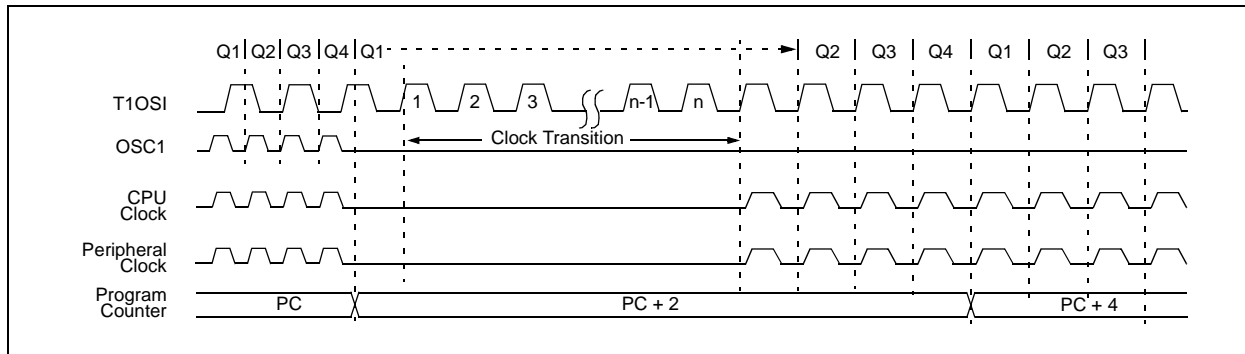 Q1 Q2 Q3 Q4 Q1 Q2 Q3 Q4 Q1 Q2 Q3
T1OSI 1 2 3 n-1 n
Clock Transition
OSC1
CPU
Clock
Peripheral
Clock
Program
Counter
PC PC + 2 PC + 4